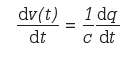 dv(t)/dt = 1/c dq/dt